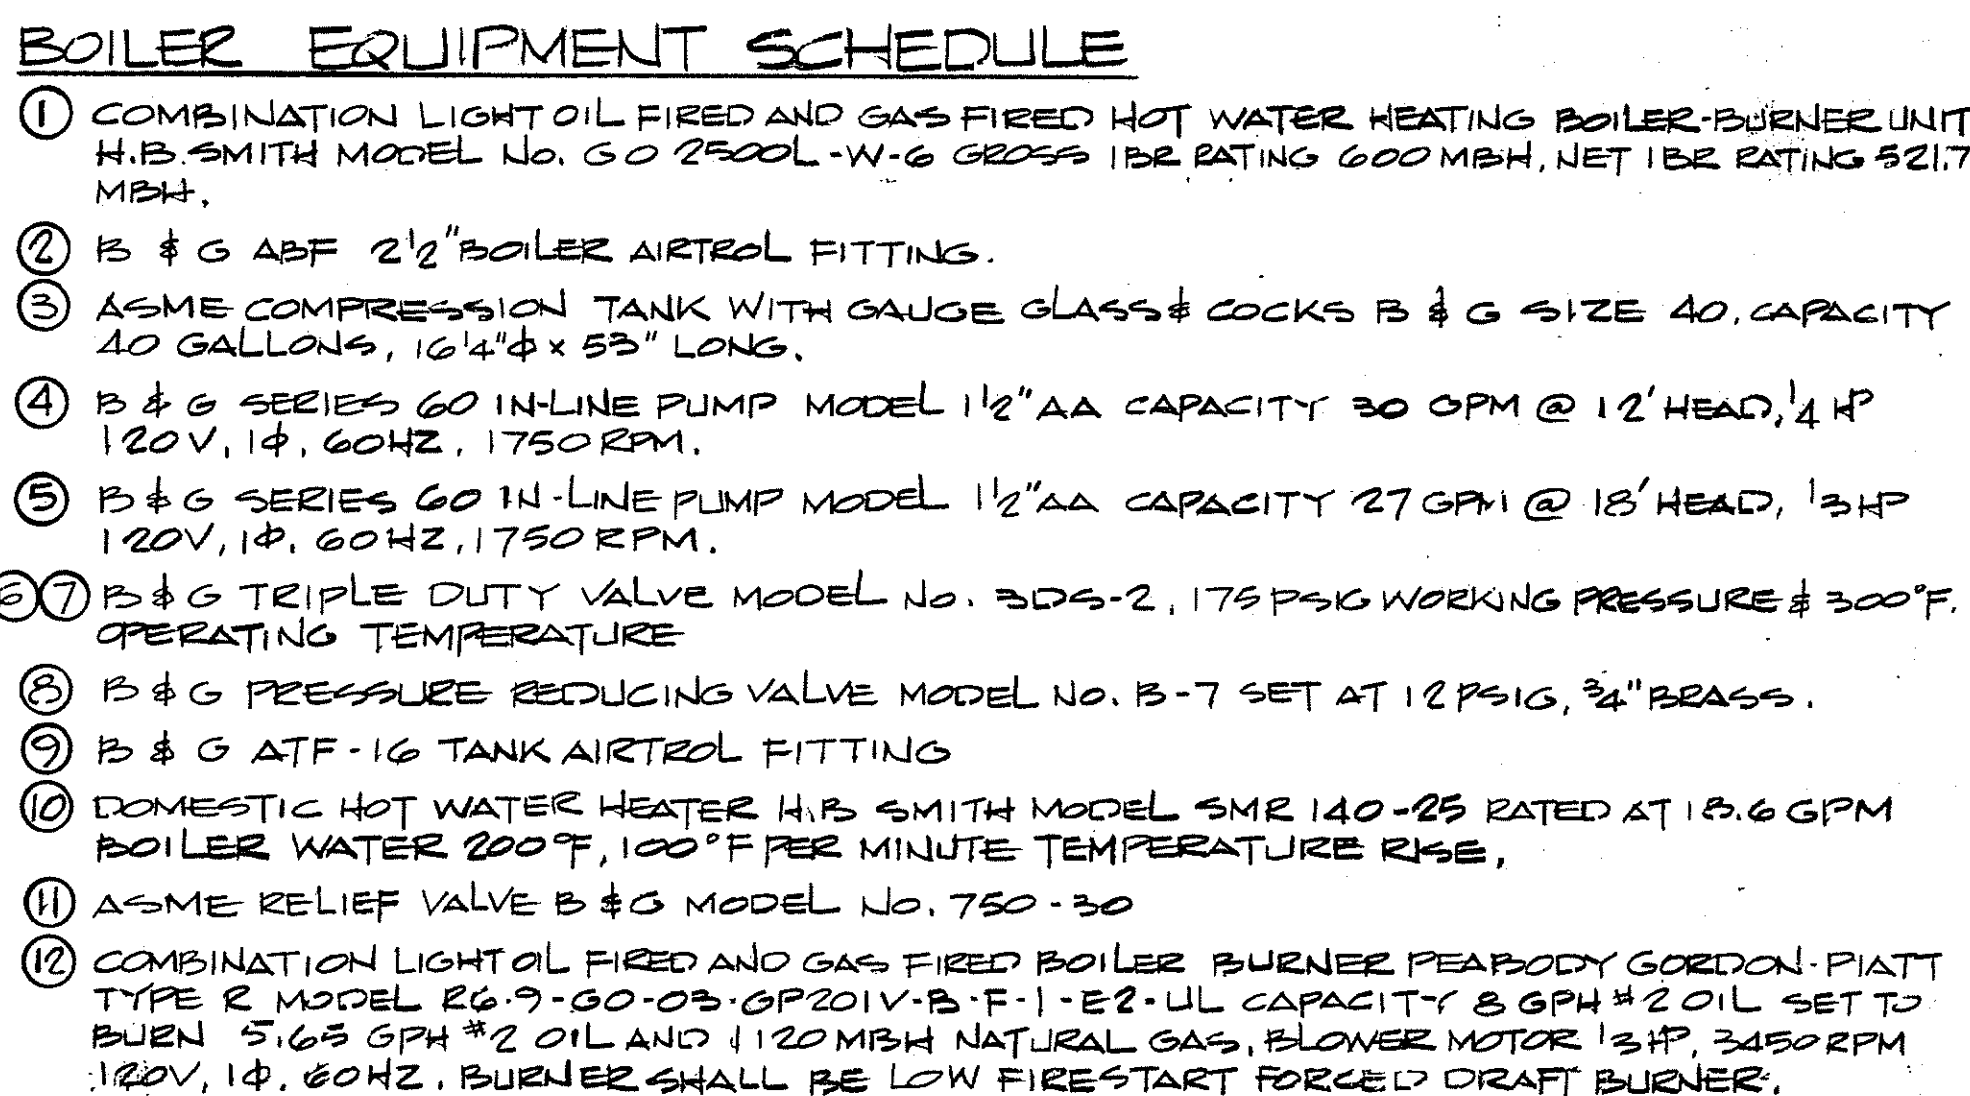 BOILER EQUIPMENT SCHEDULE
① COMBINATION LIGHT OIL FIRED AND GAS FIRED HOT WATER HEATING BOILER-BURNER UNIT
H.B. SMITH MODEL No. GO 2500L-W-6 GROSS IBR RATING 600 MBH, NET IBR RATING 521.7
MBH.
② B & G ABF 2 1/2" BOILER AIRTROL FITTING.
③ ASME COMPRESSION TANK WITH GAUGE GLASS & COCKS B & G SIZE 40, CAPACITY
40 GALLONS, 16 1/4"ϕ x 53" LONG.
④ B & G SERIES 60 IN-LINE PUMP MODEL 1 1/2" AA CAPACITY 30 GPM @ 12' HEAD, 1/4 HP
120V, 1ϕ, 60HZ, 1750 RPM.
⑤ B & G SERIES 60 IN-LINE PUMP MODEL 1 1/2" AA CAPACITY 27 GPM @ 18' HEAD, 1/3 HP
120V, 1ϕ, 60HZ, 1750 RPM.
⑥⑦ B & G TRIPLE DUTY VALVE MODEL No. 3DS-2, 175 PSIG WORKING PRESSURE & 300°F.
OPERATING TEMPERATURE
⑧ B & G PRESSURE REDUCING VALVE MODEL No. B-7 SET AT 12 PSIG, 3/4" BRASS.
⑨ B & G ATF-16 TANK AIRTROL FITTING
⑩ DOMESTIC HOT WATER HEATER H.B SMITH MODEL SMR 140-25 RATED AT 18.6 GPM
BOILER WATER 200°F, 100°F PER MINUTE TEMPERATURE RISE.
⑪ ASME RELIEF VALVE B & G MODEL No. 750-30
⑫ COMBINATION LIGHT OIL FIRED AND GAS FIRED BOILER BURNER PEABODY GORDON-PIATT
TYPE R MODEL R6.9-GO-03-GP201V-B-F-1-E2-UL CAPACITY 8 GPH #2 OIL SET TO
BURN 5.65 GPH #2 OIL AND 1120 MBH NATURAL GAS, BLOWER MOTOR 1/3 HP, 3450 RPM
120V, 1ϕ, 60HZ. BURNER SHALL BE LOW FIRE START FORCED DRAFT BURNER.